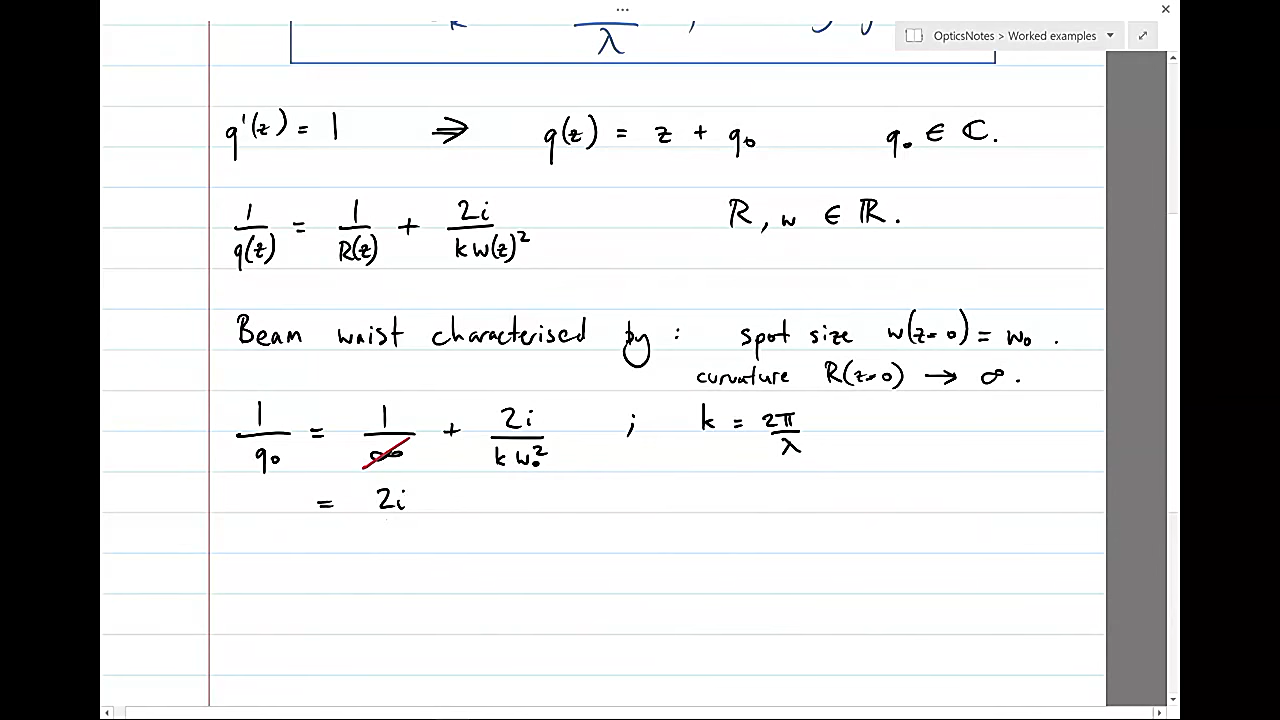 OpticsNotes > Worked examples
k λ ,
q'(z) = 1 ⇒ q(z) = z + q₀ q₀ ∈ ℂ.
1/q(z) = 1/R(z) + 2i/k w(z)² R, w ∈ ℝ.
Beam waist characterised by : spot size w(z=0) = w₀ .
curvature R(z=0) → ∞ .
1/q₀ = 1/∞ + 2i/k w₀² ; k = 2π/λ
= 2i